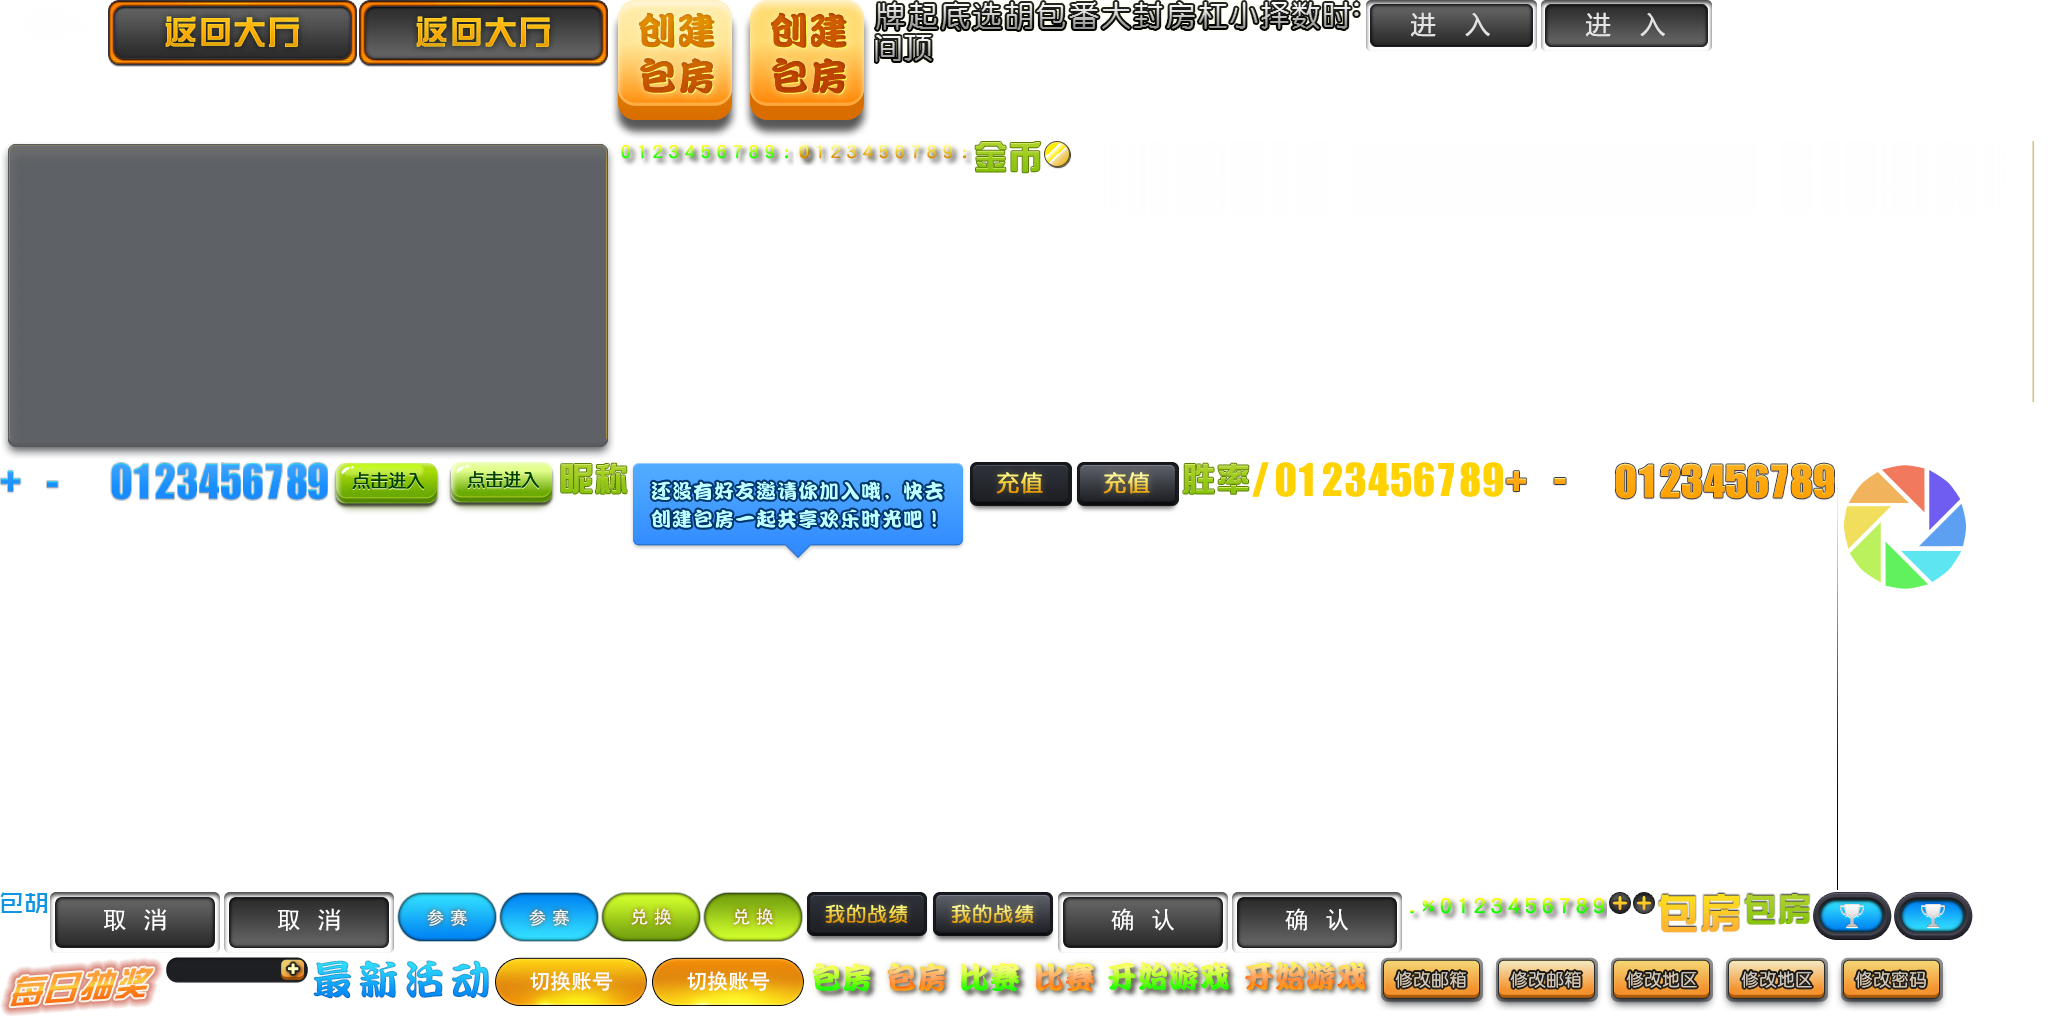 返回大厅
返回大厅
创建
包房
创建
包房
牌起底选胡包番大封房杠小择数时:
间顶
进 入
进 入
0123456789:0123456789:
金币
+ - 0123456789
点击进入
点击进入
昵称
还没有好友邀请你加入哦，快去
创建包房一起共享欢乐时光吧！
充值
充值
胜率/0123456789
+ - 0123456789
包胡
取 消
取 消
参 赛
参 赛
兑 换
兑 换
我的战绩
我的战绩
确 认
确 认
.%0123456789
包房
包房
每日抽奖
最新活动
切换账号
切换账号
包房
包房
比赛
比赛
开始游戏
开始游戏
修改邮箱
修改邮箱
修改地区
修改地区
修改密码